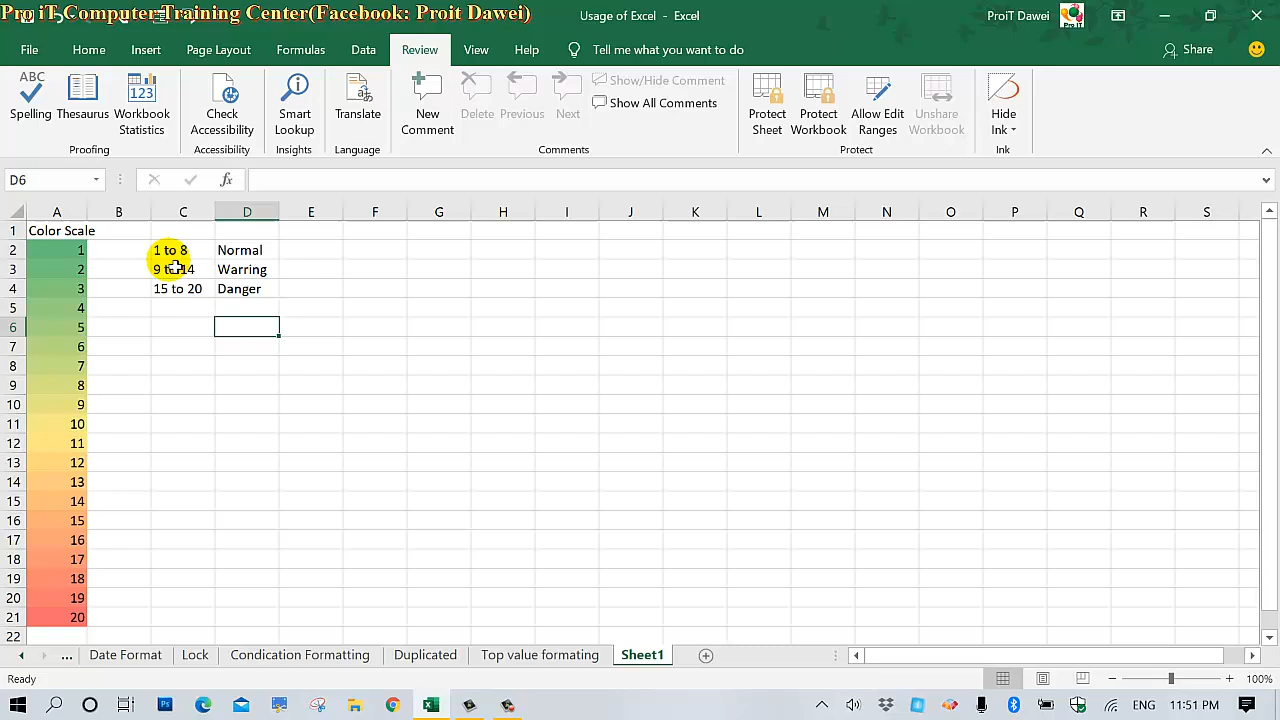 Pro iT Computer Training Center(Facebook: Proit Dawei)
Usage of Excel - Excel
ProiT Dawei
File Home Insert Page Layout Formulas Data Review View Help Tell me what you want to do Share
Spelling Thesaurus Workbook Statistics Check Accessibility Smart Lookup Translate New Comment Delete Previous Next Show/Hide Comment Show All Comments Protect Sheet Protect Workbook Allow Edit Ranges Unshare Workbook Hide Ink
Proofing Accessibility Insights Language Comments Protect Ink
D6 fx
A B C D E F G H I J K L M N O P Q R S
1 Color Scale
2 1 1 to 8 Normal
3 2 9 to 14 Warring
4 3 15 to 20 Danger
5 4
6 5
7 6
8 7
9 8
10 9
11 10
12 11
13 12
14 13
15 14
16 15
17 16
18 17
19 18
20 19
21 20
22
... Date Format Lock Condication Formatting Duplicated Top value formating Sheet1
Ready 100%
ENG 11:51 PM